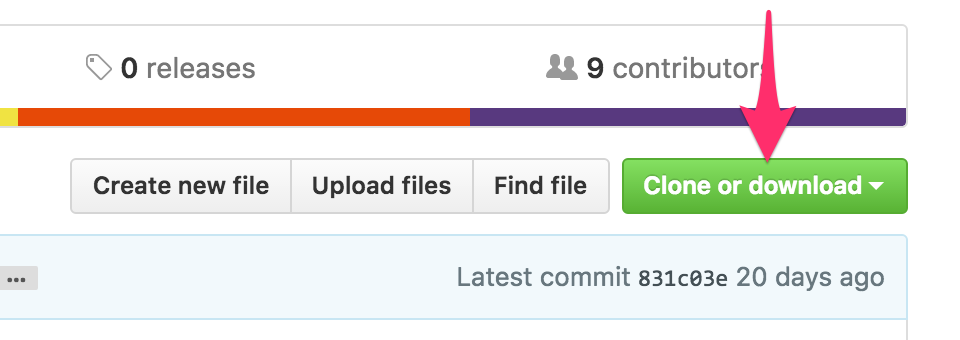 0 releases
9 contributors
Create new file
Upload files
Find file
Clone or download
...
Latest commit 831c03e 20 days ago